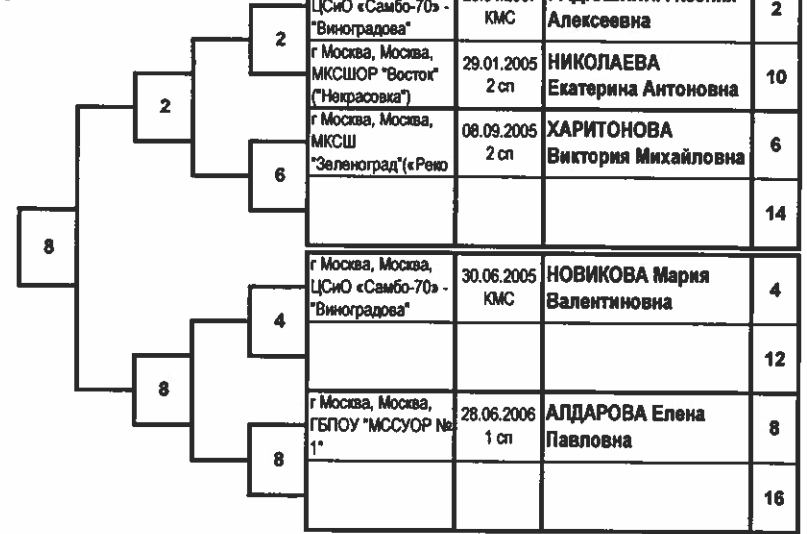 ЦСиО «Самбо-70» -
"Виноградова"
КМС
Алексеевна
2
2
г Москва, Москва,
МКСШОР "Восток"
("Некрасовка")
29.01.2005
2 сп
НИКОЛАЕВА
Екатерина Антоновна
10
2
г Москва, Москва,
МКСШ
"Зеленоград"(«Реко
08.09.2005
2 сп
ХАРИТОНОВА
Виктория Михайловна
6
6
14
8
г Москва, Москва,
ЦСиО «Самбо-70» -
"Виноградова"
30.06.2005
КМС
НОВИКОВА Мария
Валентиновна
4
4
12
8
г Москва, Москва,
ГБПОУ "МССУОР №
1"
28.06.2006
1 сп
АЛДАРОВА Елена
Павловна
8
8
16